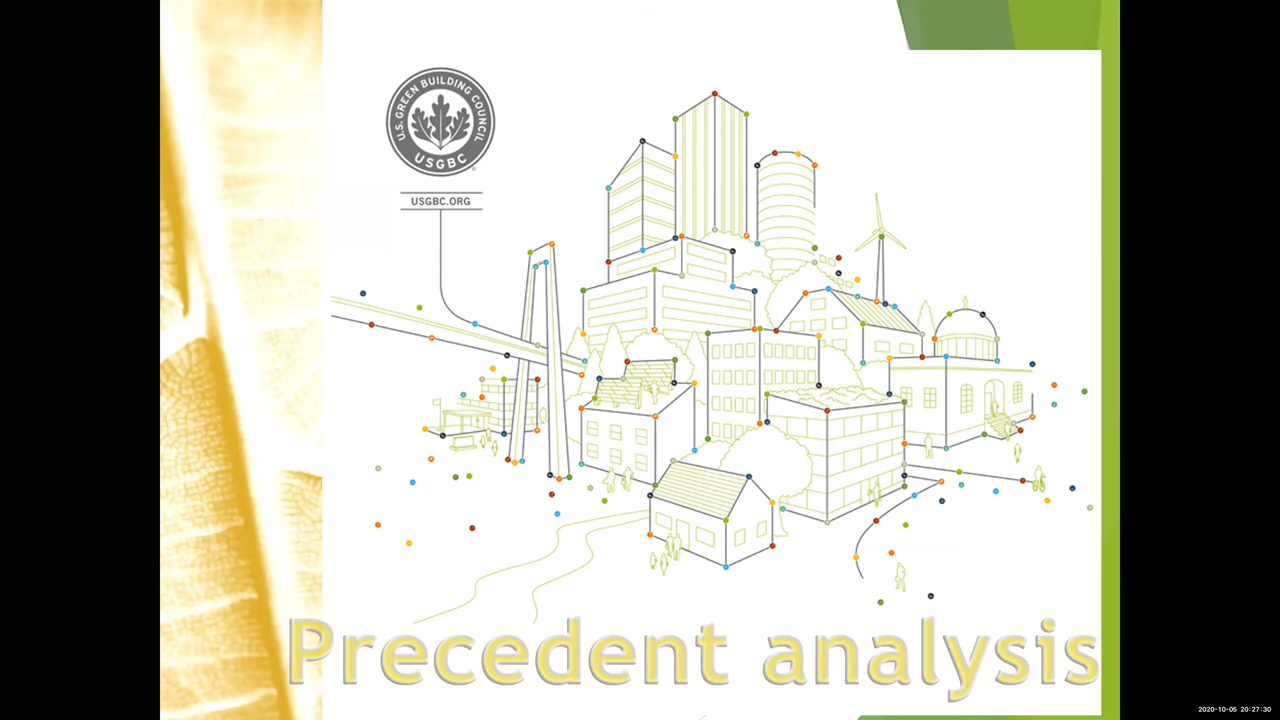 U.S. GREEN BUILDING COUNCIL
USGBC
USGBC.ORG
Precedent analysis
2020-10-05 20:27:30